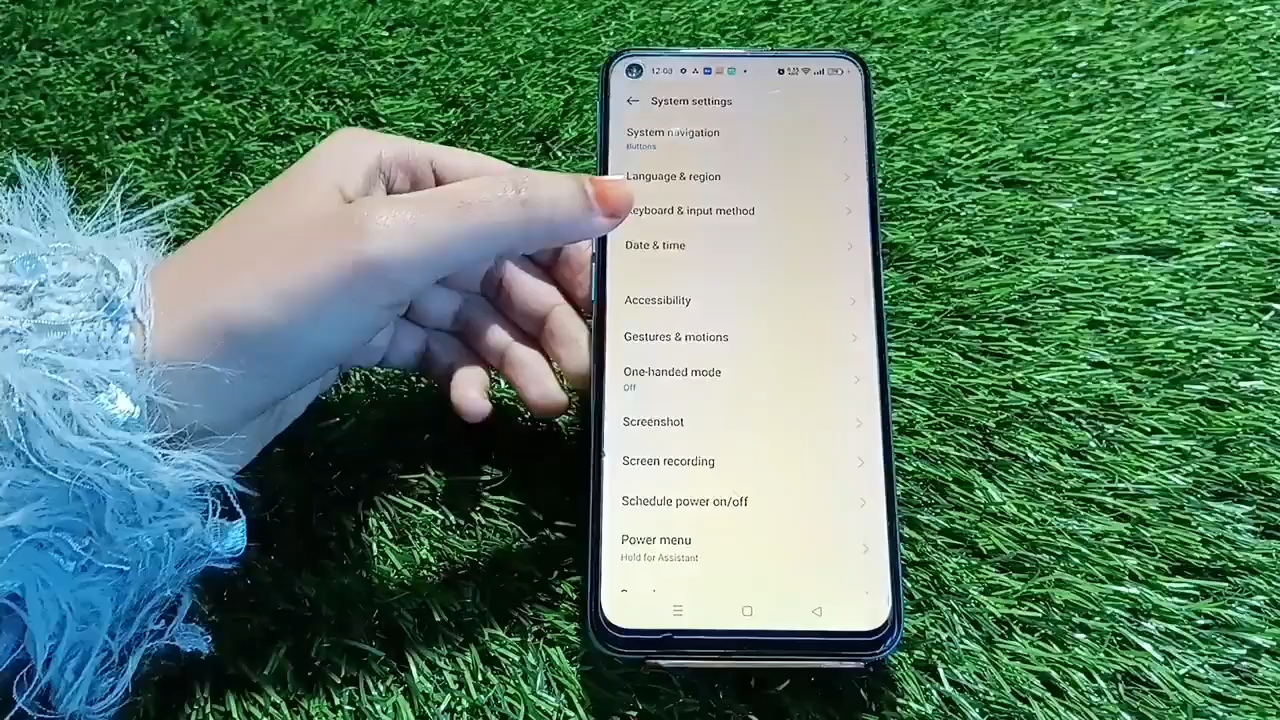 12:08
System settings
System navigation
Buttons
Language & region
Keyboard & input method
Date & time
Accessibility
Gestures & motions
One-handed mode
Off
Screenshot
Screen recording
Schedule power on/off
Power menu
Hold for Assistant